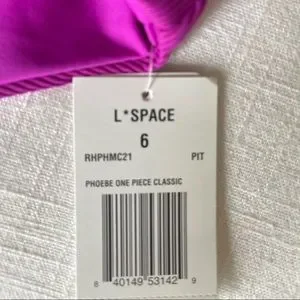 L*SPACE
6
RHPHMC21 PIT
PHOEBE ONE PIECE CLASSIC
8 40149 53142 9